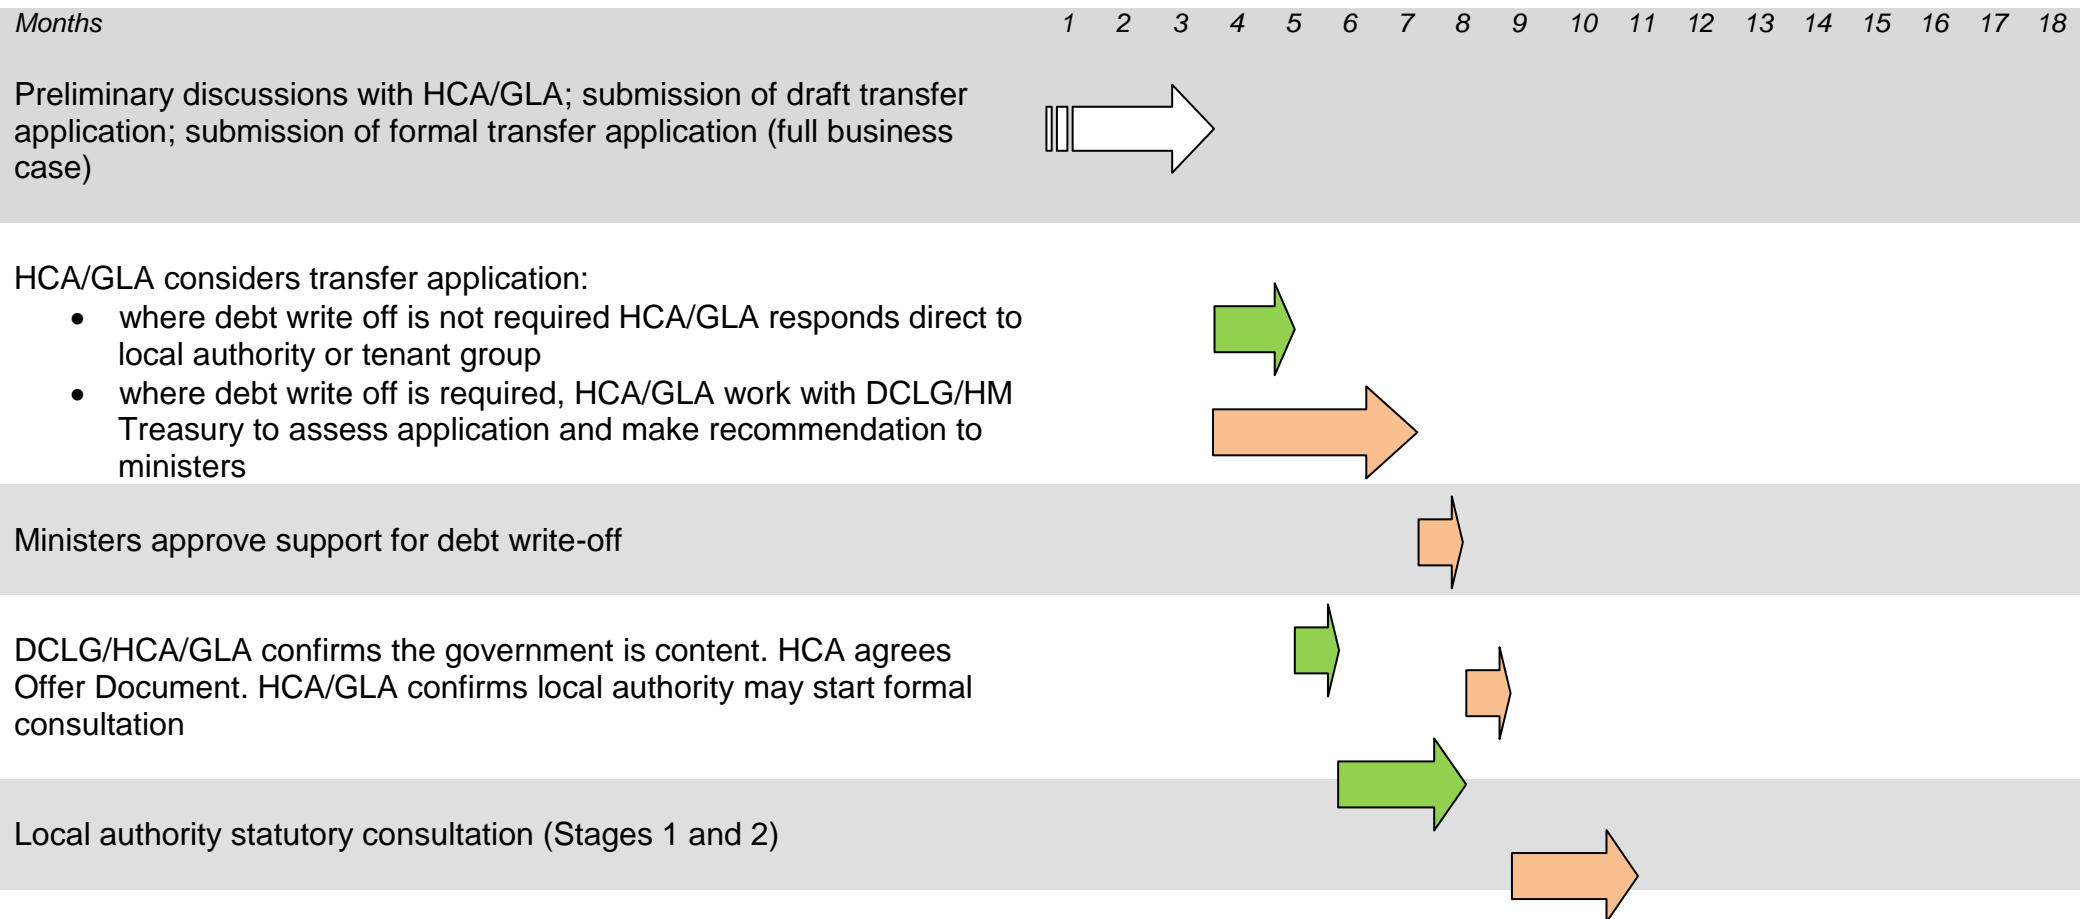 Months 1 2 3 4 5 6 7 8 9 10 11 12 13 14 15 16 17 18
Preliminary discussions with HCA/GLA; submission of draft transfer
application; submission of formal transfer application (full business
case)
HCA/GLA considers transfer application:
• where debt write off is not required HCA/GLA responds direct to
local authority or tenant group
• where debt write off is required, HCA/GLA work with DCLG/HM
Treasury to assess application and make recommendation to
ministers
Ministers approve support for debt write-off
DCLG/HCA/GLA confirms the government is content. HCA agrees
Offer Document. HCA/GLA confirms local authority may start formal
consultation
Local authority statutory consultation (Stages 1 and 2)